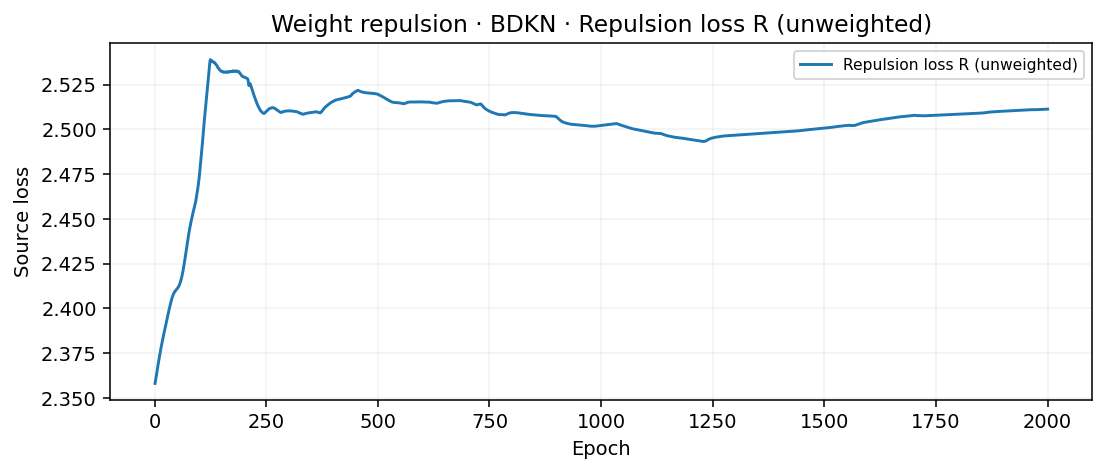 Weight repulsion · BDKN · Repulsion loss R (unweighted)
Repulsion loss R (unweighted)
Source loss
2.525
2.500
2.475
2.450
2.425
2.400
2.375
2.350
0 250 500 750 1000 1250 1500 1750 2000
Epoch